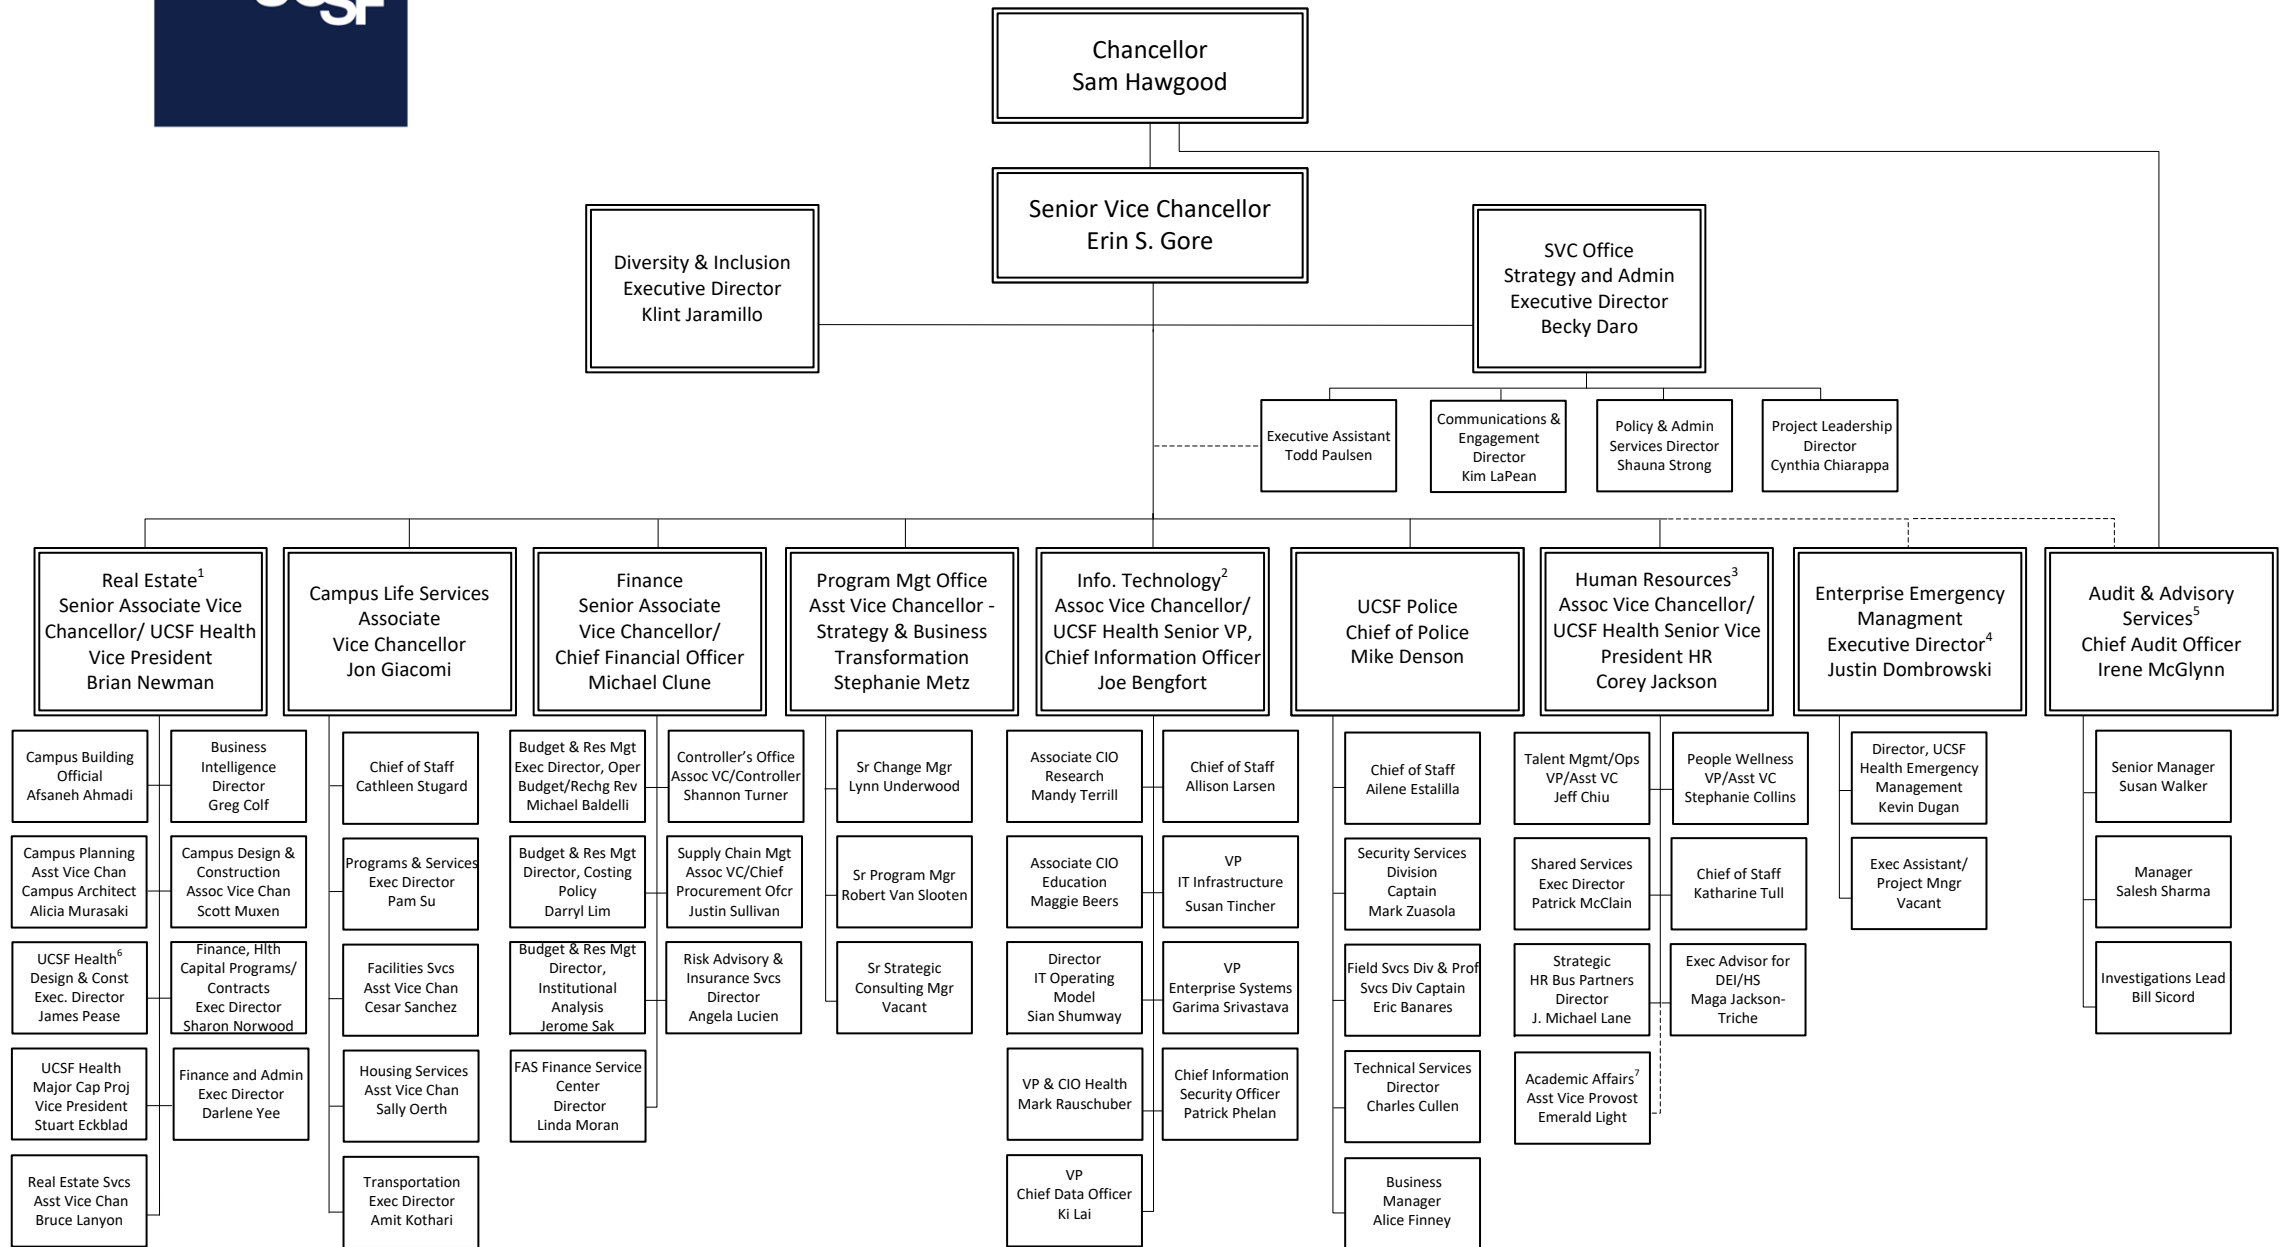 UCSF
Chancellor
Sam Hawgood
Senior Vice Chancellor
Erin S. Gore
Diversity & Inclusion
Executive Director
Klint Jaramillo
SVC Office
Strategy and Admin
Executive Director
Becky Daro
Executive Assistant
Todd Paulsen
Communications &
Engagement
Director
Kim LaPean
Policy & Admin
Services Director
Shauna Strong
Project Leadership
Director
Cynthia Chiarappa
Real Estate1
Senior Associate Vice
Chancellor/ UCSF Health
Vice President
Brian Newman
Campus Life Services
Associate
Vice Chancellor
Jon Giacomi
Finance
Senior Associate
Vice Chancellor/
Chief Financial Officer
Michael Clune
Program Mgt Office
Asst Vice Chancellor -
Strategy & Business
Transformation
Stephanie Metz
Info. Technology2
Assoc Vice Chancellor/
UCSF Health Senior VP,
Chief Information Officer
Joe Bengfort
UCSF Police
Chief of Police
Mike Denson
Human Resources3
Assoc Vice Chancellor/
UCSF Health Senior Vice
President HR
Corey Jackson
Enterprise Emergency
Managment
Executive Director4
Justin Dombrowski
Audit & Advisory
Services5
Chief Audit Officer
Irene McGlynn
Campus Building
Official
Afsaneh Ahmadi
Business
Intelligence
Director
Greg Colf
Campus Planning
Asst Vice Chan
Campus Architect
Alicia Murasaki
Campus Design &
Construction
Assoc Vice Chan
Scott Muxen
UCSF Health6
Design & Const
Exec. Director
James Pease
Finance, Hlth
Capital Programs/
Contracts
Exec Director
Sharon Norwood
UCSF Health
Major Cap Proj
Vice President
Stuart Eckblad
Finance and Admin
Exec Director
Darlene Yee
Real Estate Svcs
Asst Vice Chan
Bruce Lanyon
Chief of Staff
Cathleen Stugard
Programs & Services
Exec Director
Pam Su
Facilities Svcs
Asst Vice Chan
Cesar Sanchez
Housing Services
Asst Vice Chan
Sally Oerth
Transportation
Exec Director
Amit Kothari
Budget & Res Mgt
Exec Director, Oper
Budget/Rechg Rev
Michael Baldelli
Controller’s Office
Assoc VC/Controller
Shannon Turner
Budget & Res Mgt
Director, Costing
Policy
Darryl Lim
Supply Chain Mgt
Assoc VC/Chief
Procurement Ofcr
Justin Sullivan
Budget & Res Mgt
Director,
Institutional
Analysis
Jerome Sak
Risk Advisory &
Insurance Svcs
Director
Angela Lucien
FAS Finance Service
Center
Director
Linda Moran
Sr Change Mgr
Lynn Underwood
Sr Program Mgr
Robert Van Slooten
Sr Strategic
Consulting Mgr
Vacant
Associate CIO
Research
Mandy Terrill
Chief of Staff
Allison Larsen
Associate CIO
Education
Maggie Beers
VP
IT Infrastructure
Susan Tincher
Director
IT Operating
Model
Sian Shumway
VP
Enterprise Systems
Garima Srivastava
VP & CIO Health
Mark Rauschuber
Chief Information
Security Officer
Patrick Phelan
VP
Chief Data Officer
Ki Lai
Chief of Staff
Ailene Estalilla
Security Services
Division
Captain
Mark Zuasola
Field Svcs Div & Prof
Svcs Div Captain
Eric Banares
Technical Services
Director
Charles Cullen
Business
Manager
Alice Finney
Talent Mgmt/Ops
VP/Asst VC
Jeff Chiu
People Wellness
VP/Asst VC
Stephanie Collins
Shared Services
Exec Director
Patrick McClain
Chief of Staff
Katharine Tull
Strategic
HR Bus Partners
Director
J. Michael Lane
Exec Advisor for
DEI/HS
Maga Jackson-
Triche
Academic Affairs7
Asst Vice Provost
Emerald Light
Director, UCSF
Health Emergency
Management
Kevin Dugan
Exec Assistant/
Project Mngr
Vacant
Senior Manager
Susan Walker
Manager
Salesh Sharma
Investigations Lead
Bill Sicord